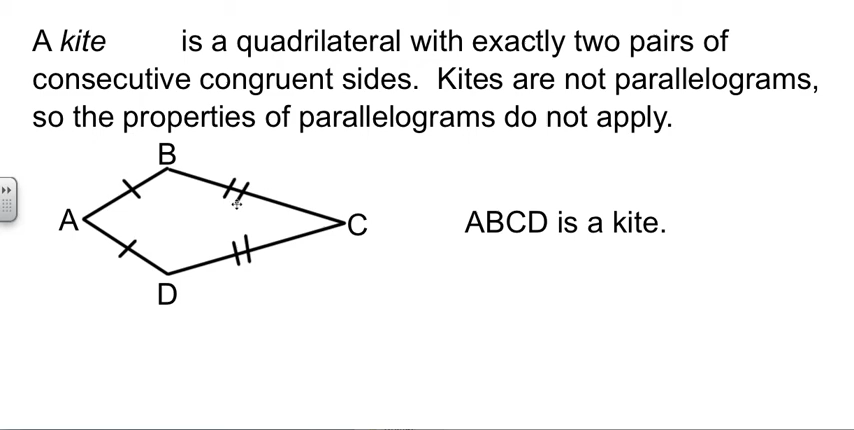 A kite is a quadrilateral with exactly two pairs of
consecutive congruent sides. Kites are not parallelograms,
so the properties of parallelograms do not apply.
B
A
C
ABCD is a kite.
D